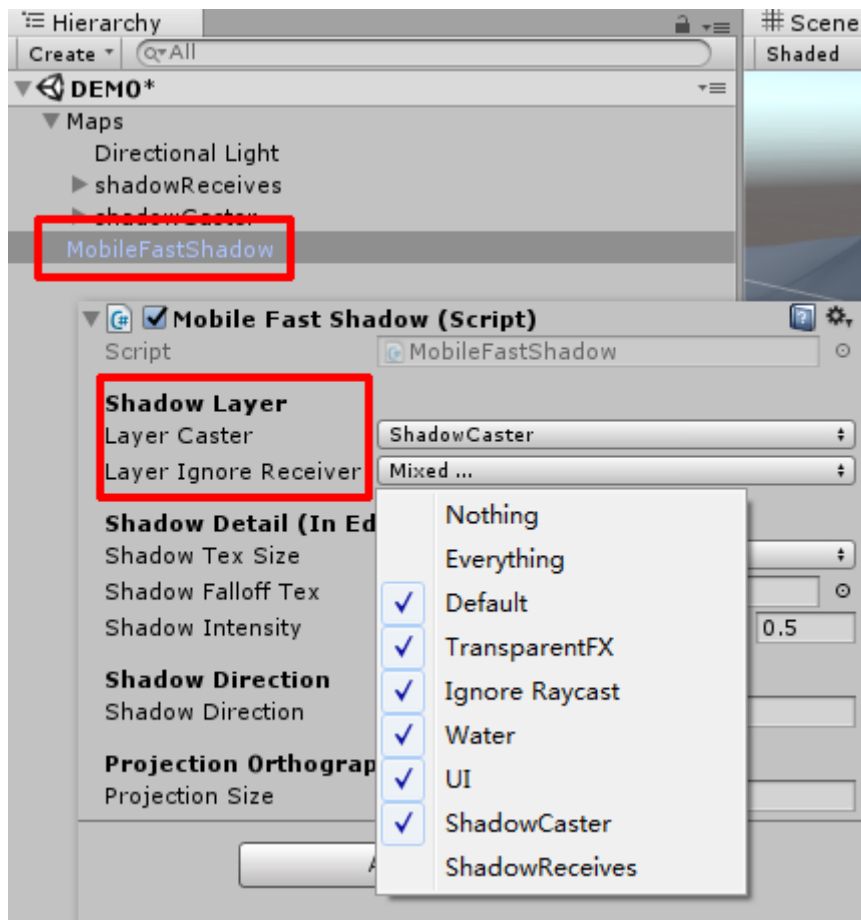 Hierarchy
# Scene
Create
All
Shaded
DEMO*
Maps
Directional Light
shadowReceives
shadowCaster
MobileFastShadow
Mobile Fast Shadow (Script)
Script MobileFastShadow
Shadow Layer
Layer Caster ShadowCaster
Layer Ignore Receiver Mixed ...
Nothing
Everything
Default
TransparentFX
Ignore Raycast
Water
UI
ShadowCaster
ShadowReceives
Shadow Detail (In Ed
Shadow Tex Size
Shadow Falloff Tex
Shadow Intensity 0.5
Shadow Direction
Shadow Direction
Projection Orthograp
Projection Size